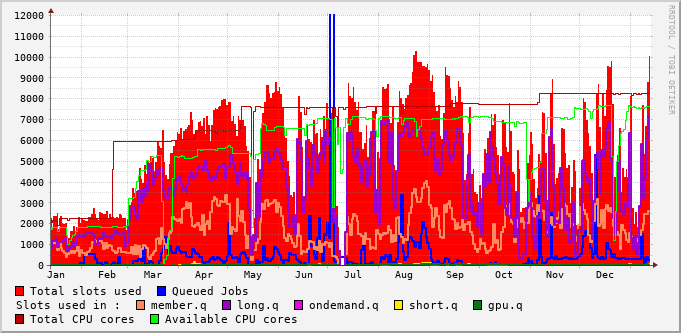 12000
11000
10000
9000
8000
7000
6000
5000
4000
3000
2000
1000
0
Jan Feb Mar Apr May Jun Jul Aug Sep Oct Nov Dec
RRDTOOL / TOBI OETIKER
Total slots used Queued Jobs
Slots used in : member.q long.q ondemand.q short.q gpu.q
Total CPU cores Available CPU cores